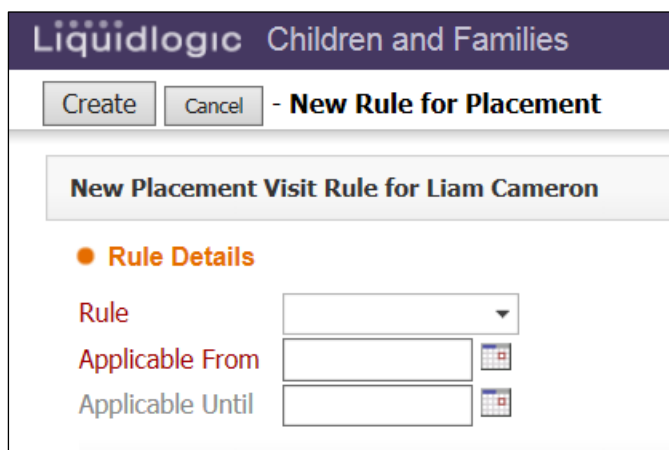 Liquidlogic Children and Families
Create Cancel - New Rule for Placement
New Placement Visit Rule for Liam Cameron
Rule Details
Rule
Applicable From
Applicable Until